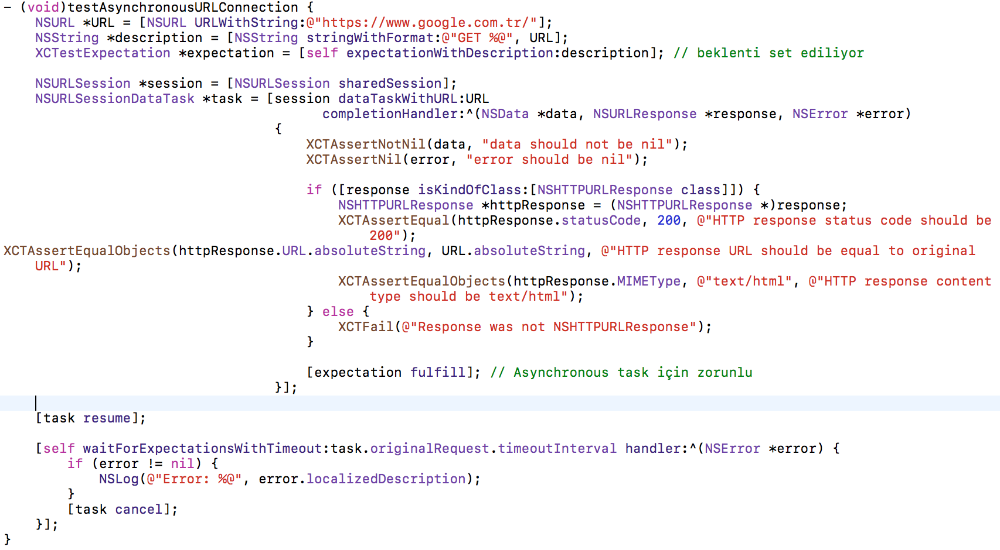 - (void)testAsynchronousURLConnection {
NSURL *URL = [NSURL URLWithString:@"https://www.google.com.tr/"];
NSString *description = [NSString stringWithFormat:@"GET %@", URL];
XCTestExpectation *expectation = [self expectationWithDescription:description]; // beklenti set ediliyor
NSURLSession *session = [NSURLSession sharedSession];
NSURLSessionDataTask *task = [session dataTaskWithURL:URL
completionHandler:^(NSData *data, NSURLResponse *response, NSError *error)
{
XCTAssertNotNil(data, "data should not be nil");
XCTAssertNil(error, "error should be nil");
if ([response isKindOfClass:[NSHTTPURLResponse class]]) {
NSHTTPURLResponse *httpResponse = (NSHTTPURLResponse *)response;
XCTAssertEqual(httpResponse.statusCode, 200, @"HTTP response status code should be
200");
XCTAssertEqualObjects(httpResponse.URL.absoluteString, URL.absoluteString, @"HTTP response URL should be equal to original
URL");
XCTAssertEqualObjects(httpResponse.MIMEType, @"text/html", @"HTTP response content
type should be text/html");
} else {
XCTFail(@"Response was not NSHTTPURLResponse");
}
[expectation fulfill]; // Asynchronous task için zorunlu
}];
[task resume];
[self waitForExpectationsWithTimeout:task.originalRequest.timeoutInterval handler:^(NSError *error) {
if (error != nil) {
NSLog(@"Error: %@", error.localizedDescription);
}
[task cancel];
}];
}